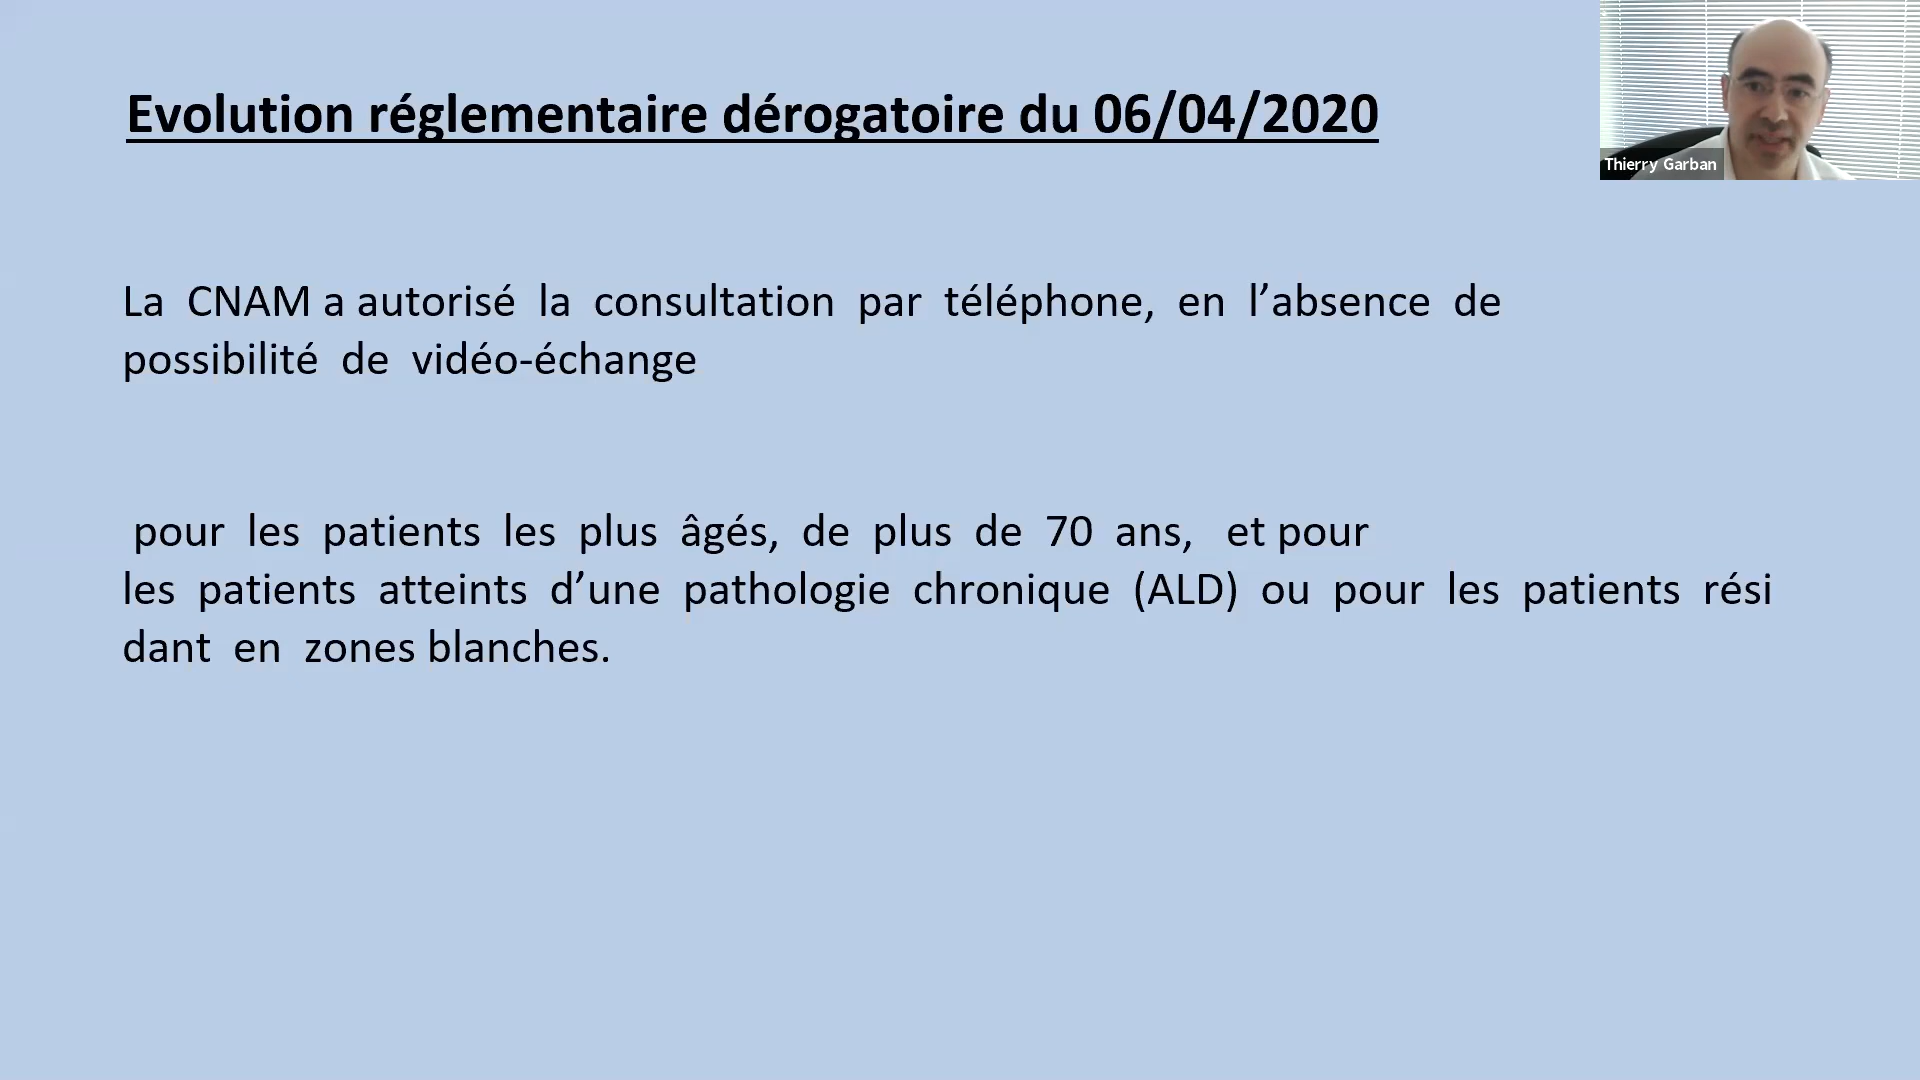 Evolution réglementaire dérogatoire du 06/04/2020
Thierry Garban
La CNAM a autorisé la consultation par téléphone, en l’absence de
possibilité de vidéo-échange
pour les patients les plus âgés, de plus de 70 ans, et pour
les patients atteints d’une pathologie chronique (ALD) ou pour les patients rési
dant en zones blanches.